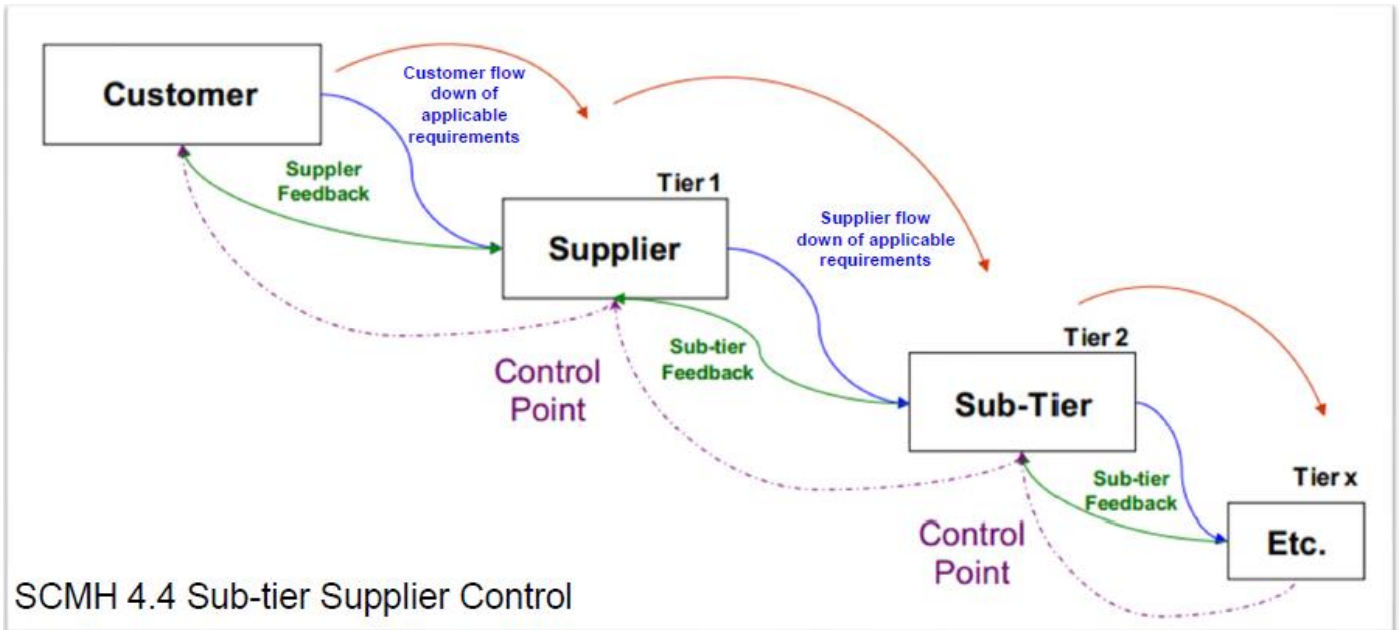 Customer
Customer flow
down of
applicable
requirements
Suppler
Feedback
Tier 1
Supplier
Supplier flow
down of applicable
requirements
Control
Point
Sub-tier
Feedback
Tier 2
Sub-Tier
Control
Point
Sub-tier
Feedback
Tier x
Etc.
SCMH 4.4 Sub-tier Supplier Control